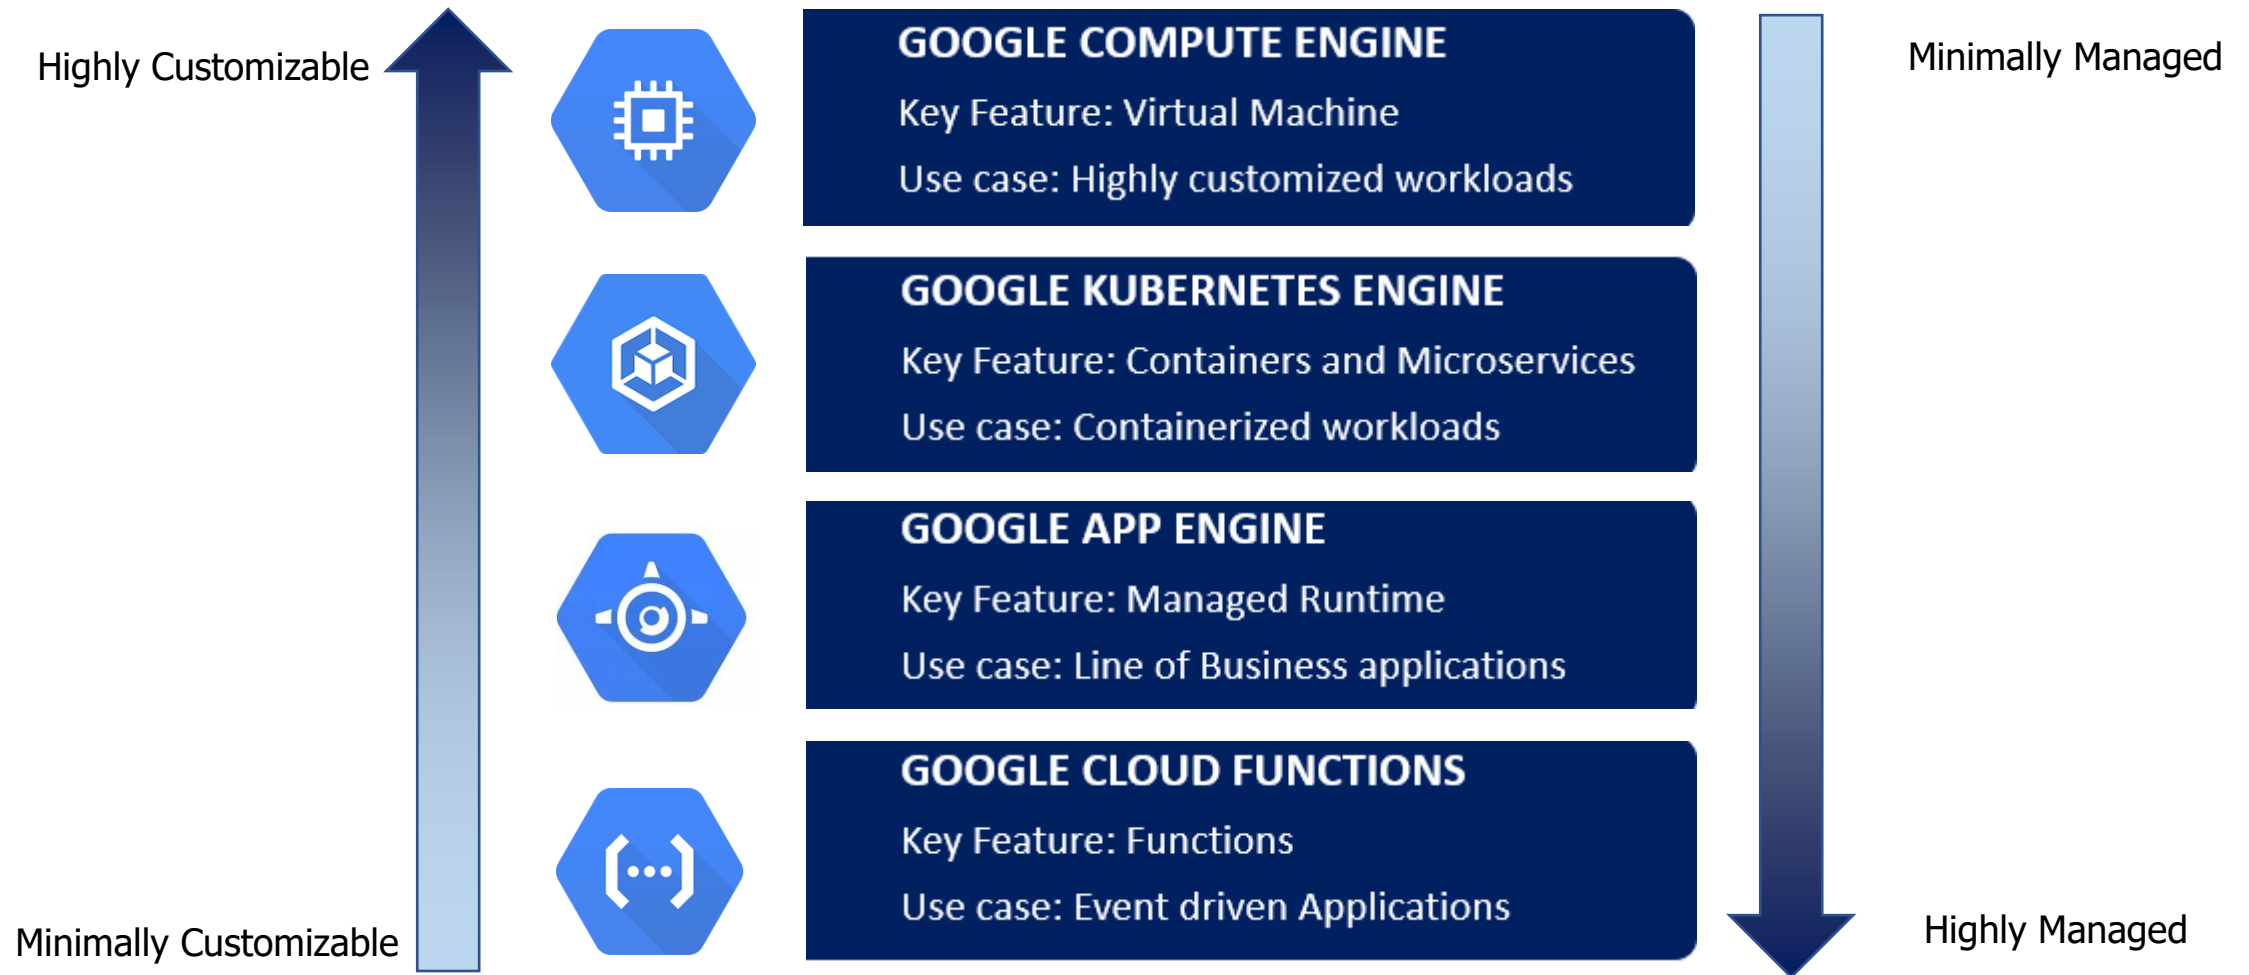 Highly Customizable
GOOGLE COMPUTE ENGINE
Key Feature: Virtual Machine
Use case: Highly customized workloads
Minimally Managed
GOOGLE KUBERNETES ENGINE
Key Feature: Containers and Microservices
Use case: Containerized workloads
GOOGLE APP ENGINE
Key Feature: Managed Runtime
Use case: Line of Business applications
GOOGLE CLOUD FUNCTIONS
Key Feature: Functions
Use case: Event driven Applications
Minimally Customizable
Highly Managed